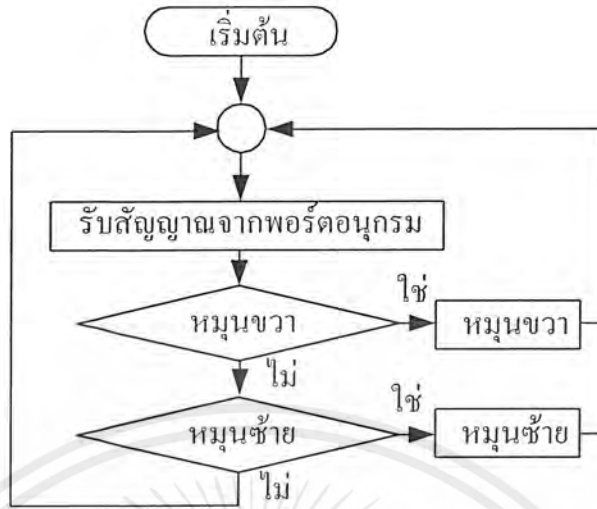 เริ่มต้น
รับสัญญาณจากพอร์ตอนุกรม
ใช่
หมุนขวา
หมุนขวา
ไม่
ใช่
หมุนซ้าย
หมุนซ้าย
ไม่